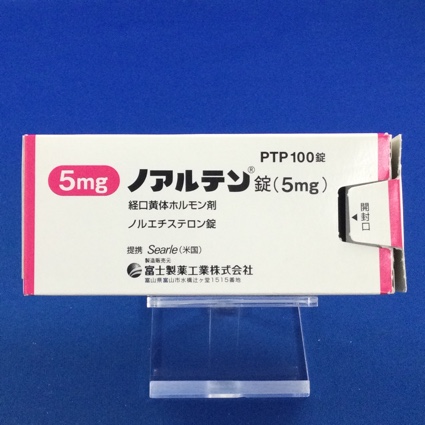 PTP100錠
5mg ノアルテン®錠(5mg)
経口黄体ホルモン剤
ノルエチステロン錠
提携 Searle(米国)
製造販売元
富士製薬工業株式会社
富山県富山市水橋辻ヶ堂1515番地
開封口